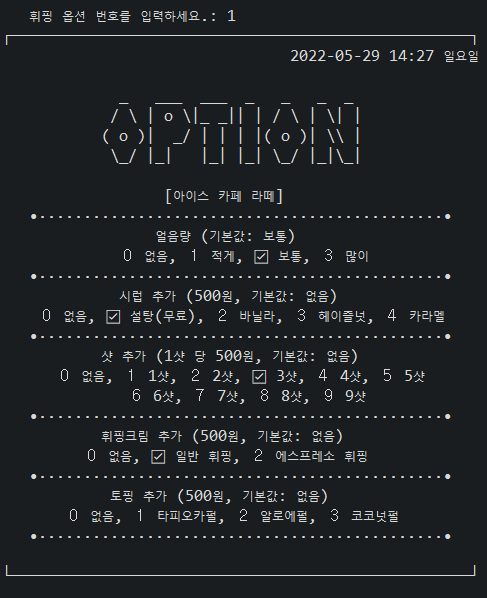 휘핑 옵션 번호를 입력하세요.: 1
2022-05-29 14:27 일요일
OPTION
[아이스 카페 라떼]
얼음량 (기본값: 보통)
0 없음, 1 적게, ☑ 보통, 3 많이
시럽 추가 (500원, 기본값: 없음)
0 없음, ☑ 설탕(무료), 2 바닐라, 3 헤이즐넛, 4 카라멜
샷 추가 (1샷 당 500원, 기본값: 없음)
0 없음, 1 1샷, 2 2샷, ☑ 3샷, 4 4샷, 5 5샷
6 6샷, 7 7샷, 8 8샷, 9 9샷
휘핑크림 추가 (500원, 기본값: 없음)
0 없음, ☑ 일반 휘핑, 2 에스프레소 휘핑
토핑 추가 (500원, 기본값: 없음)
0 없음, 1 타피오카펄, 2 알로에펄, 3 코코넛펄